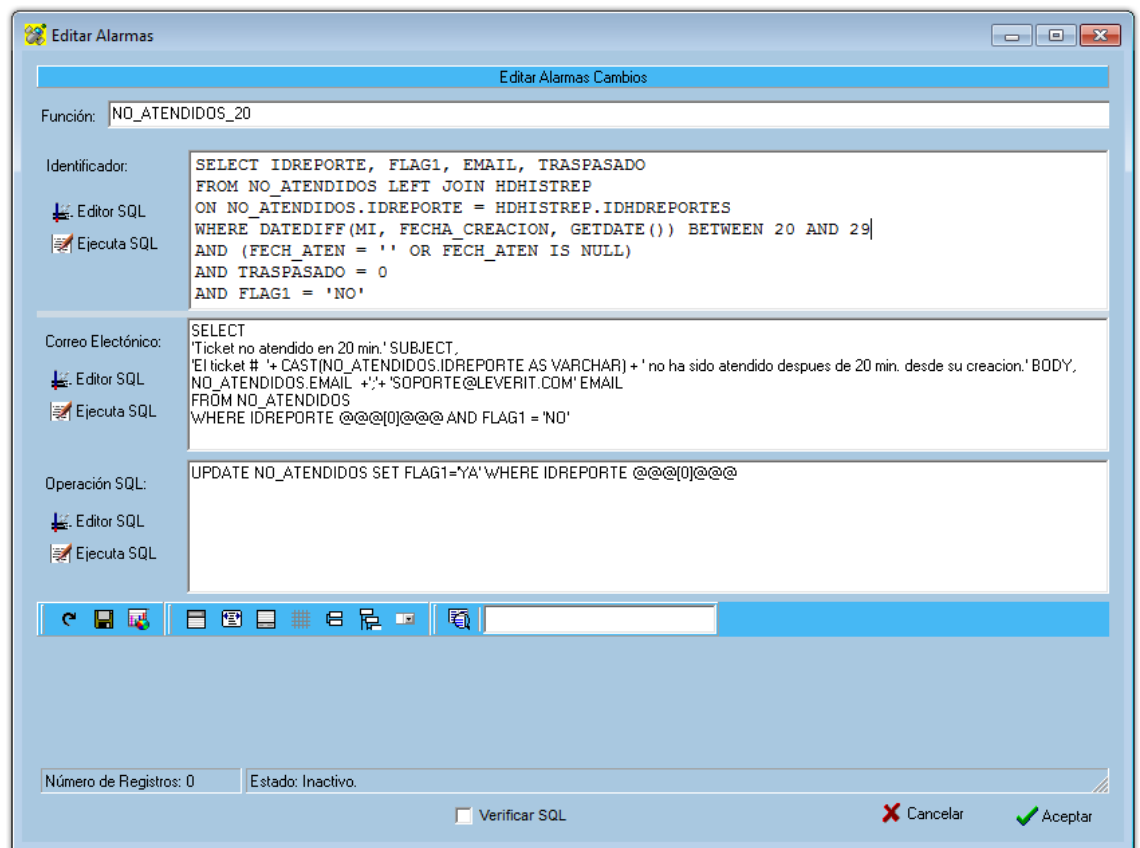 Editar Alarmas
Editar Alarmas Cambios
Función: NO_ATENDIDOS_20
Identificador:
Editor SQL
Ejecuta SQL
SELECT IDREPORTE, FLAG1, EMAIL, TRASPASADO
FROM NO_ATENDIDOS LEFT JOIN HDHISTREP
ON NO_ATENDIDOS.IDREPORTE = HDHISTREP.IDHDREPORTES
WHERE DATEDIFF(MI, FECHA_CREACION, GETDATE()) BETWEEN 20 AND 29
AND (FECH_ATEN = '' OR FECH_ATEN IS NULL)
AND TRASPASADO = 0
AND FLAG1 = 'NO'
Correo Electónico:
Editor SQL
Ejecuta SQL
SELECT
'Ticket no atendido en 20 min.' SUBJECT,
'El ticket # '+ CAST(NO_ATENDIDOS.IDREPORTE AS VARCHAR) + ' no ha sido atendido despues de 20 min. desde su creacion.' BODY,
NO_ATENDIDOS.EMAIL +';'+ 'SOPORTE@LEVERIT.COM' EMAIL
FROM NO_ATENDIDOS
WHERE IDREPORTE @@@[0]@@@ AND FLAG1 = 'NO'
Operación SQL:
Editor SQL
Ejecuta SQL
UPDATE NO_ATENDIDOS SET FLAG1='YA' WHERE IDREPORTE @@@[0]@@@
Número de Registros: 0
Estado: Inactivo.
Verificar SQL
Cancelar
Aceptar